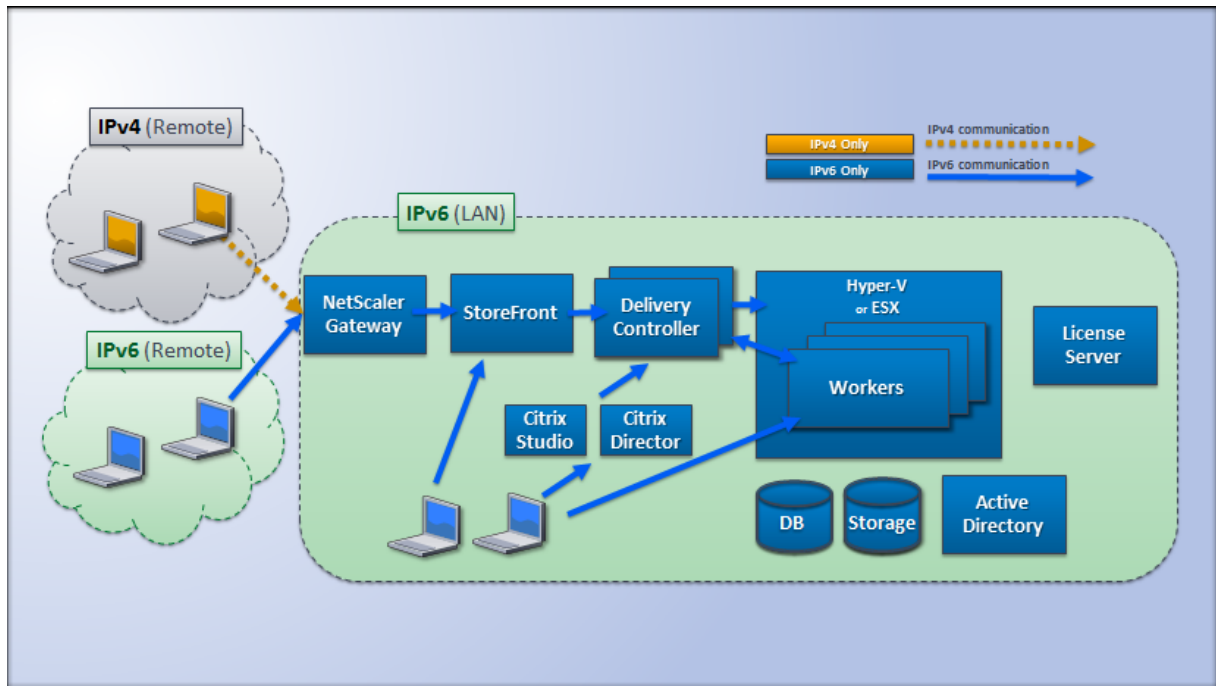 IPv4 (Remote)
IPv4 Only
IPv4 communication
IPv6 Only
IPv6 communication
IPv6 (LAN)
NetScaler
Gateway
StoreFront
Delivery
Controller
Hyper-V
or ESX
Workers
License
Server
IPv6 (Remote)
Citrix
Studio
Citrix
Director
DB
Storage
Active
Directory